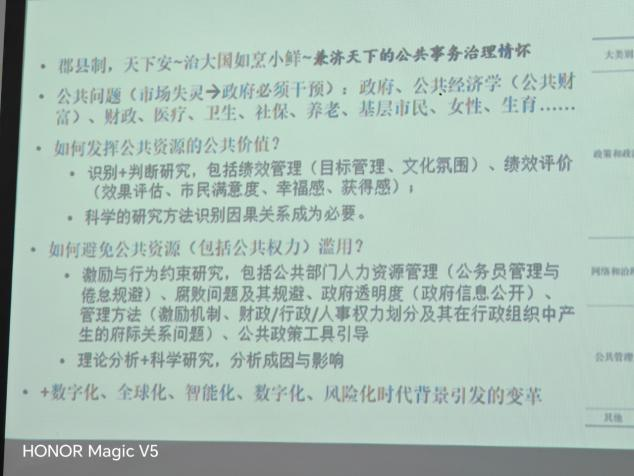 • 郡县制，天下安~治大国如烹小鲜~兼济天下的公共事务治理情怀
• 公共问题（市场失灵→政府必须干预）：政府、公共经济学（公共财
富）、财政、医疗、卫生、社保、养老、基层市民、女性、生育……
• 如何发挥公共资源的公共价值？
• 识别+判断研究，包括绩效管理（目标管理、文化氛围）、绩效评价
（效果评估、市民满意度、幸福感、获得感）；
• 科学的研究方法识别因果关系成为必要。
• 如何避免公共资源（包括公共权力）滥用？
• 激励与行为约束研究，包括公共部门人力资源管理（公务员管理与
倦怠规避）、腐败问题及其规避、政府透明度（政府信息公开）、
管理方法（激励机制、财政/行政/人事权力划分及其在行政组织中产
生的府际关系问题）、公共政策工具引导
• 理论分析+科学研究，分析成因与影响
• +数字化、全球化、智能化、数字化、风险化时代背景引发的变革
大类别
政策和政
网络和治
公共管理
其他
HONOR Magic V5